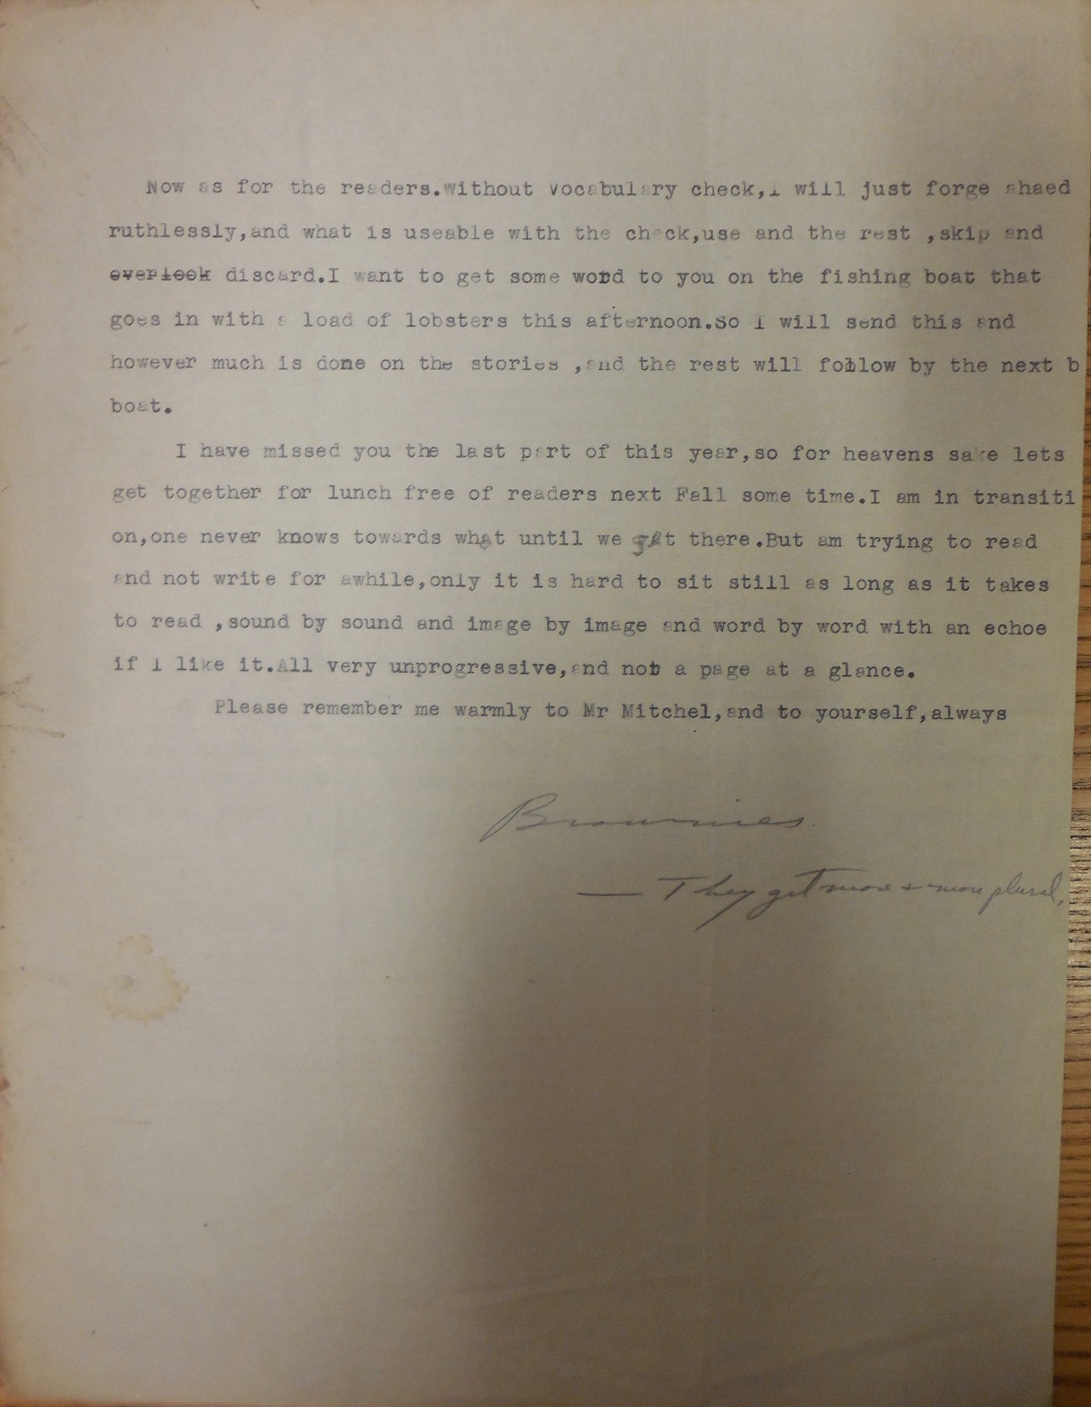 Now as for the readers.Without vocabulary check,I will just forge ahaed
ruthlessly,and what is useable with the check,use and the rest ,skip and
overlook discard.I want to get some word to you on the fishing boat that
goes in with a load of lobsters this afternoon.So I will send this and
however much is done on the stories ,and the rest will follow by the next b
boat.
I have missed you the last part of this year,so for heavens sake lets
get together for lunch free of readers next Fall some time.I am in transiti
on,one never knows towards what until we get there.But am trying to read
and not write for awhile,only it is hard to sit still as long as it takes
to read ,sound by sound and image by image and word by word with an echoe
if I like it.All very unprogressive,and not a page at a glance.
Please remember me warmly to Mr Mitchel,and to yourself,always
Brownies
— They get more + more plural.